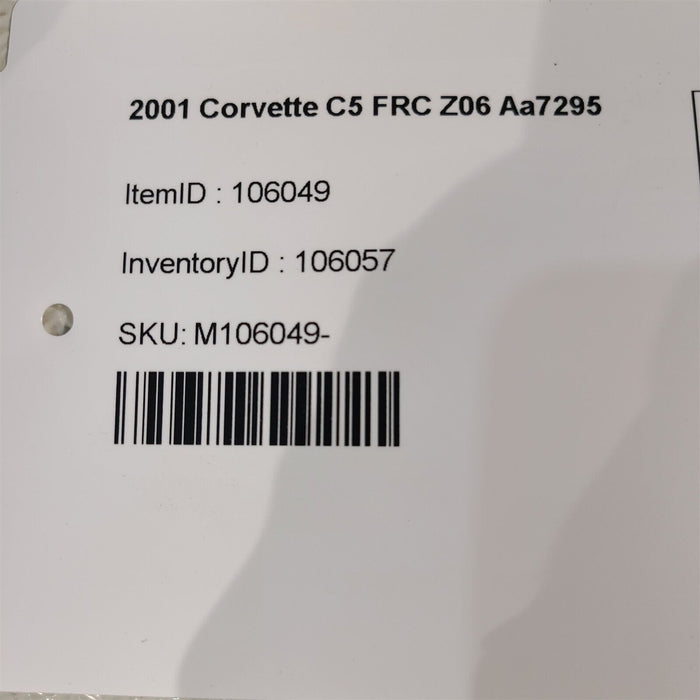 2001 Corvette C5 FRC Z06 Aa7295
ItemID : 106049
InventoryID : 106057
SKU: M106049-